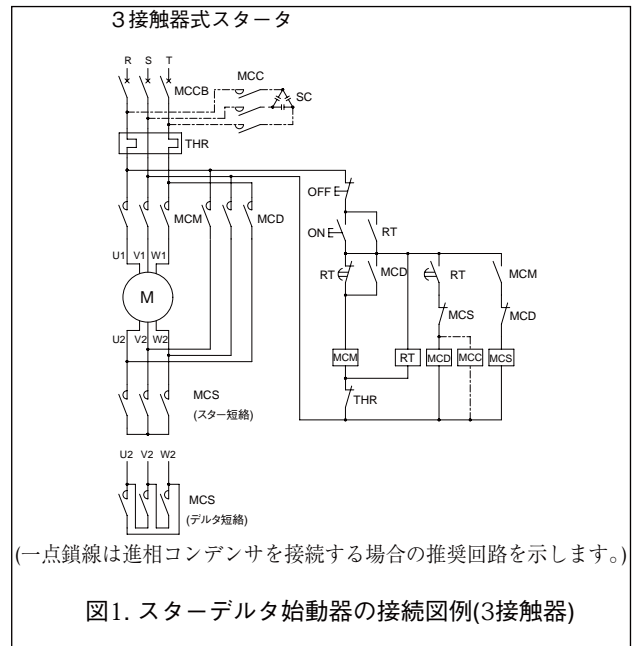 ３接触器式スタータ
R S T
MCCB
MCC
SC
THR
MCM
MCD
U1 V1 W1
M
U2 V2 W2
MCS
(スター短絡)
U2 V2 W2
MCS
(デルタ短絡)
OFF
ON
RT
RT
MCD
RT
MCM
MCS
MCD
MCM
RT
MCD
MCC
MCS
THR
(一点鎖線は進相コンデンサを接続する場合の推奨回路を示します。)
図1. スターデルタ始動器の接続図例(3接触器)